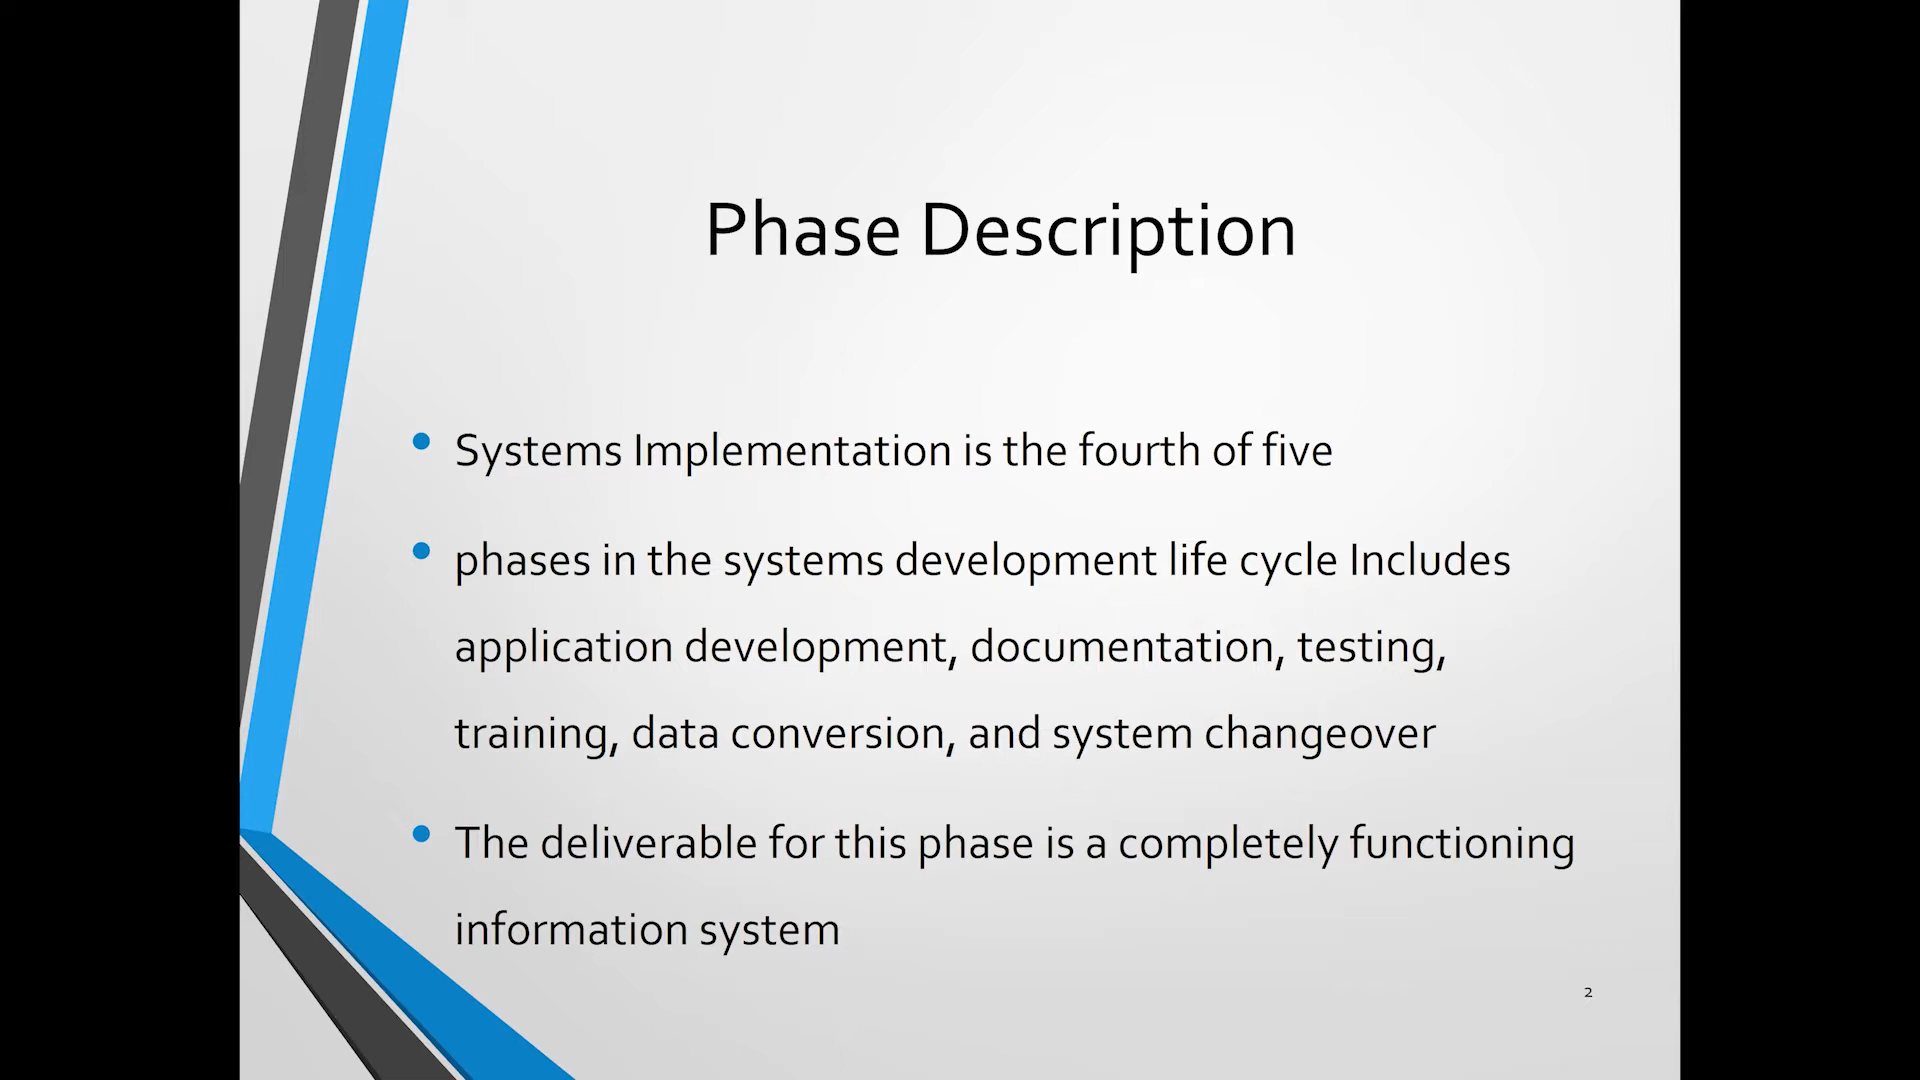 Phase Description
• Systems Implementation is the fourth of five
• phases in the systems development life cycle Includes
application development, documentation, testing,
training, data conversion, and system changeover
• The deliverable for this phase is a completely functioning
information system
2